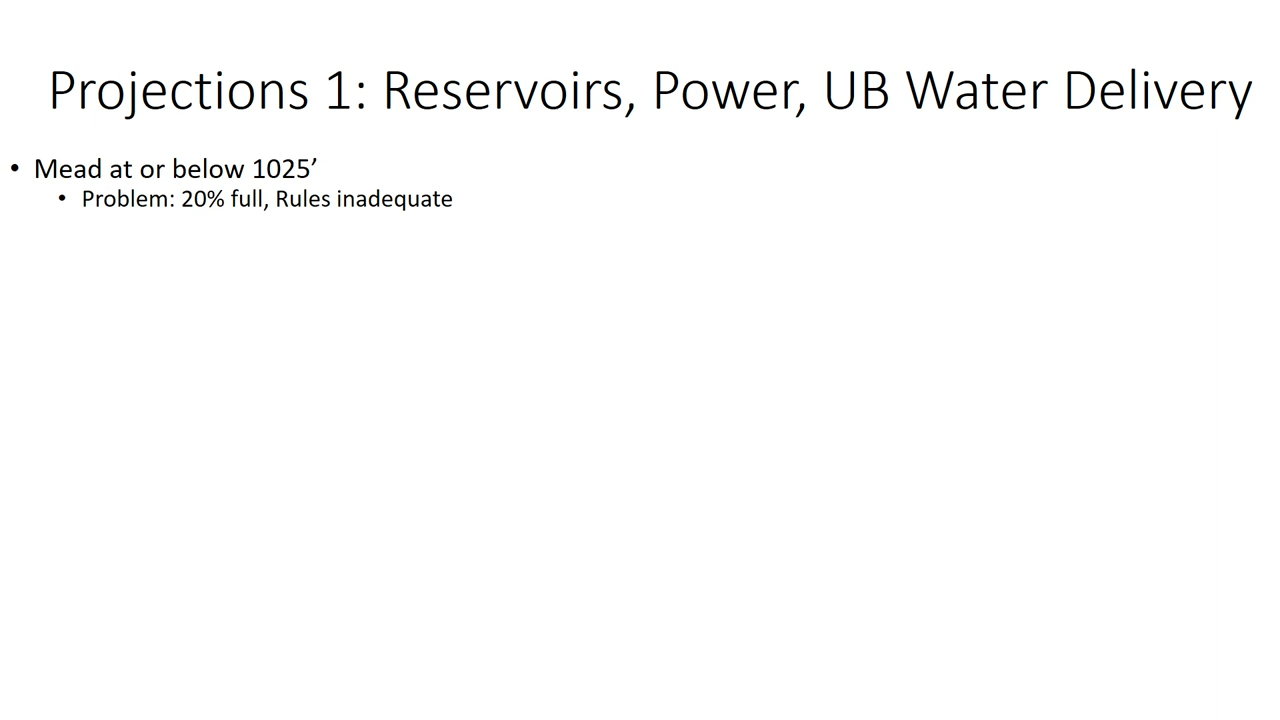 Projections 1: Reservoirs, Power, UB Water Delivery
• Mead at or below 1025’
• Problem: 20% full, Rules inadequate